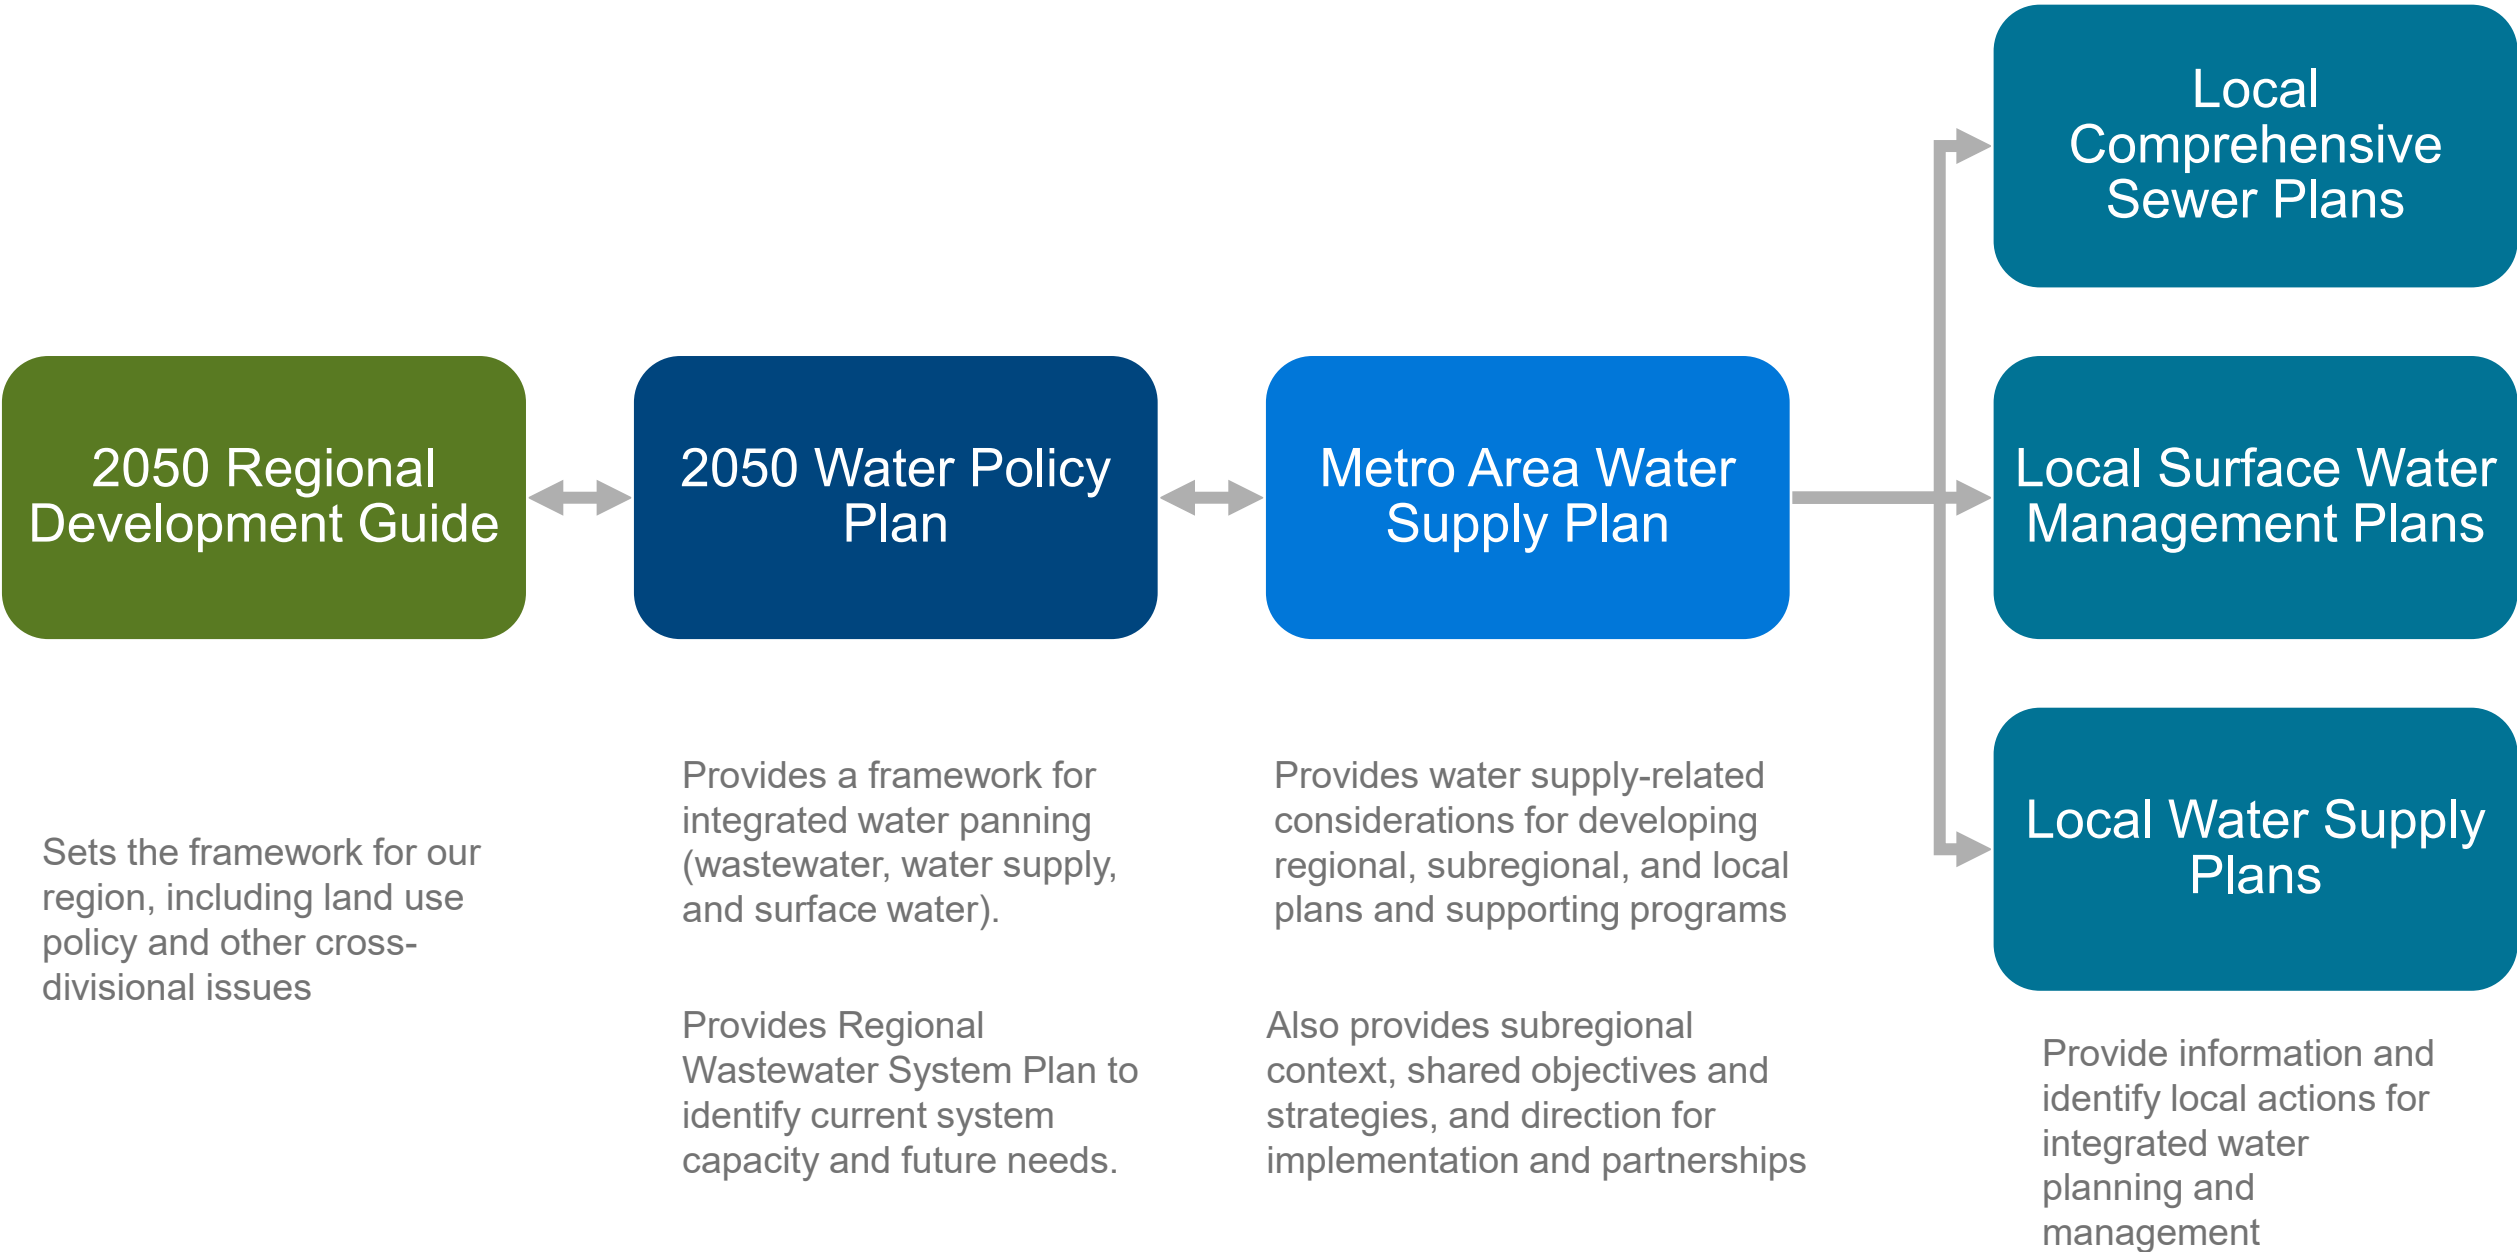 Local
Comprehensive
Sewer Plans
2050 Regional
Development Guide
2050 Water Policy
Plan
Metro Area Water
Supply Plan
Local Surface Water
Management Plans
Local Water Supply
Plans
Sets the framework for our
region, including land use
policy and other cross-
divisional issues
Provides a framework for
integrated water panning
(wastewater, water supply,
and surface water).
Provides Regional
Wastewater System Plan to
identify current system
capacity and future needs.
Provides water supply-related
considerations for developing
regional, subregional, and local
plans and supporting programs
Also provides subregional
context, shared objectives and
strategies, and direction for
implementation and partnerships
Provide information and
identify local actions for
integrated water
planning and
management